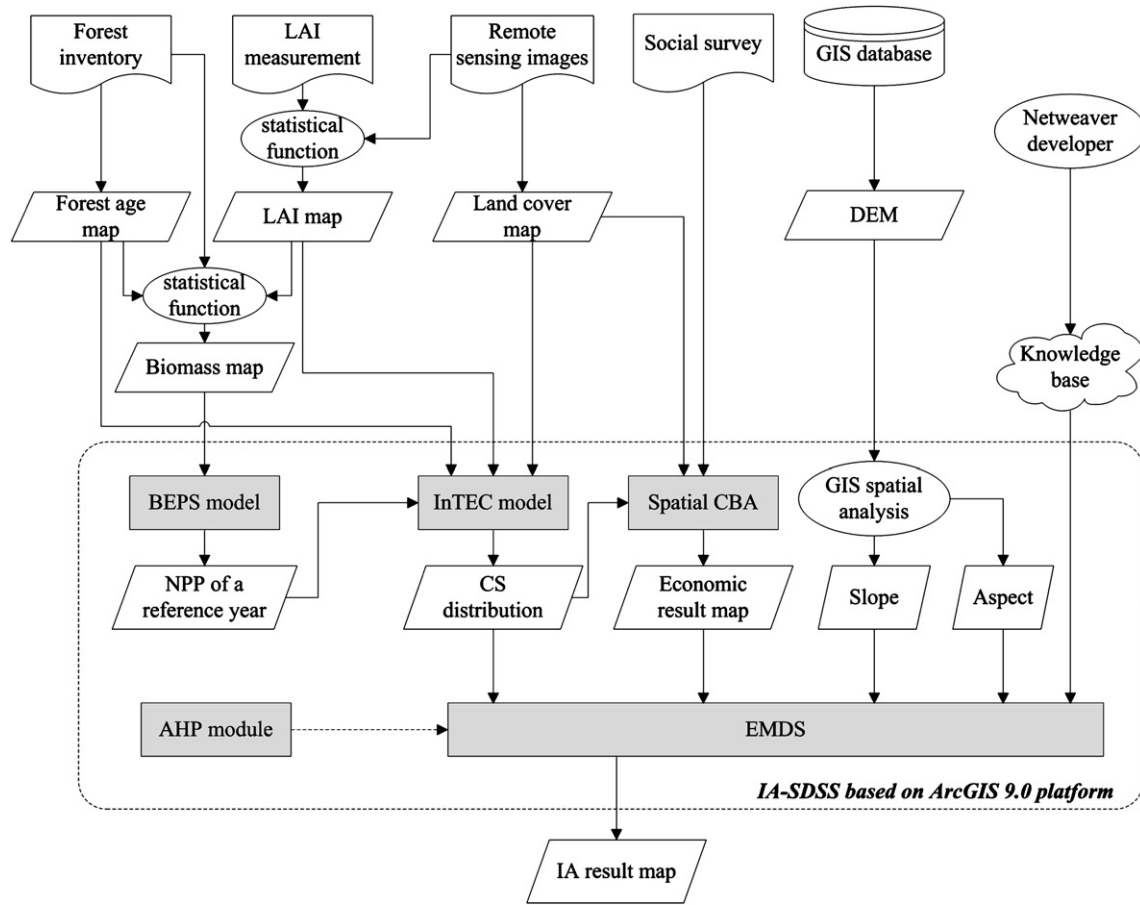 Forest
inventory
LAI
measurement
Remote
sensing images
Social survey
GIS database
statistical
function
Netweaver
developer
Forest age
map
LAI map
Land cover
map
DEM
statistical
function
Biomass map
Knowledge
base
BEPS model
InTEC model
Spatial CBA
GIS spatial
analysis
NPP of a
reference year
CS
distribution
Economic
result map
Slope
Aspect
AHP module
EMDS
IA-SDSS based on ArcGIS 9.0 platform
IA result map